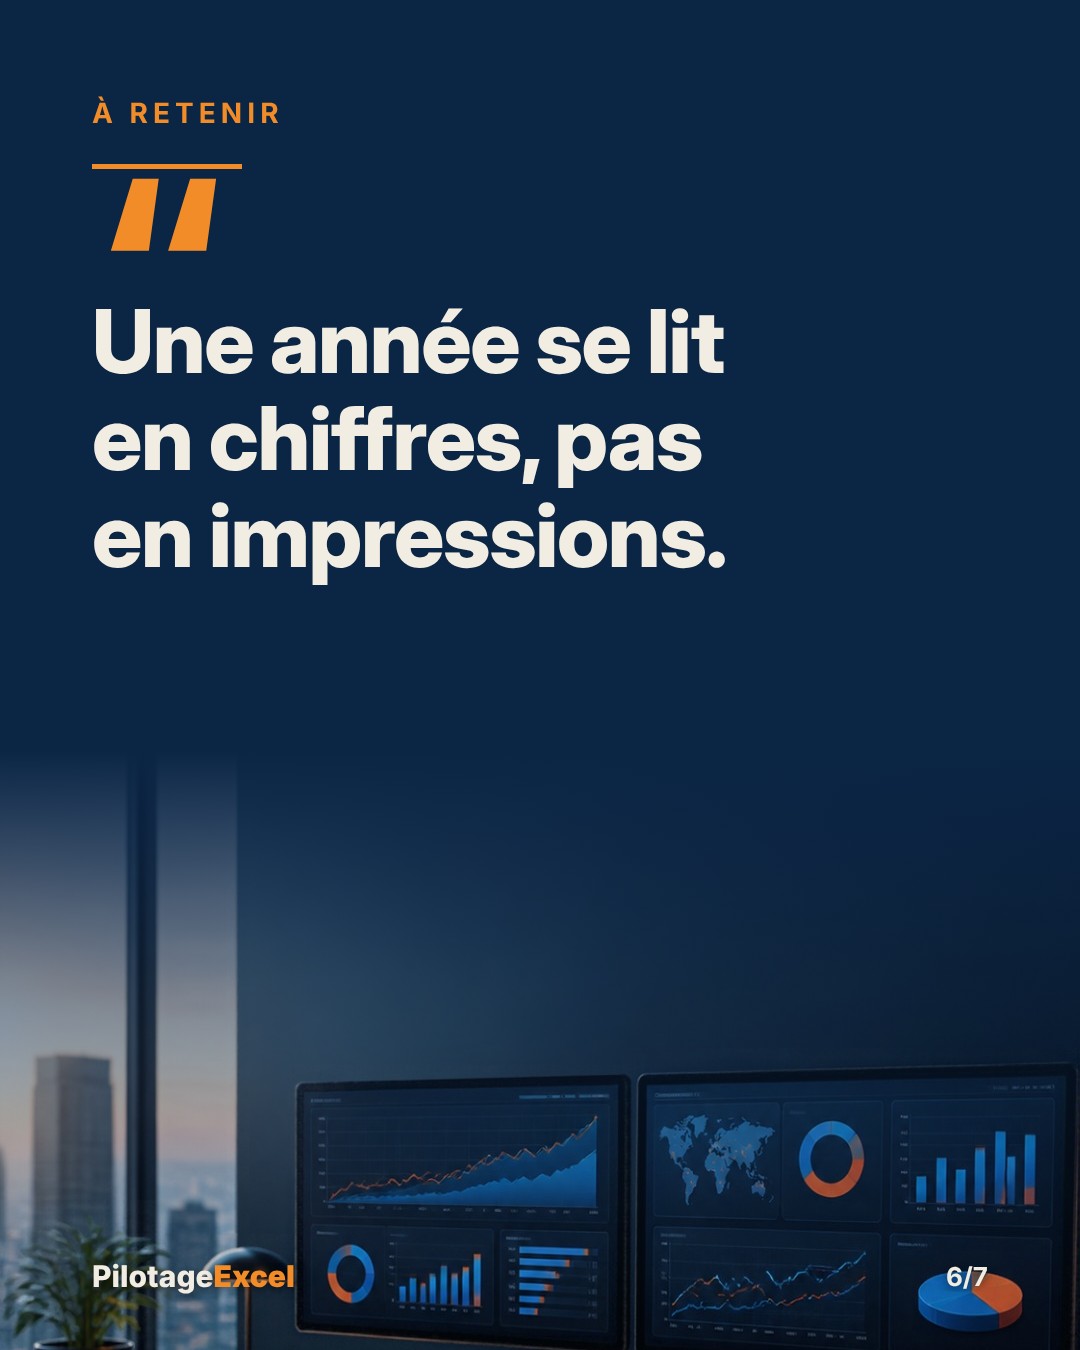 À RETENIR
"
Une année se lit
en chiffres, pas
en impressions.
PilotageExcel
6/7